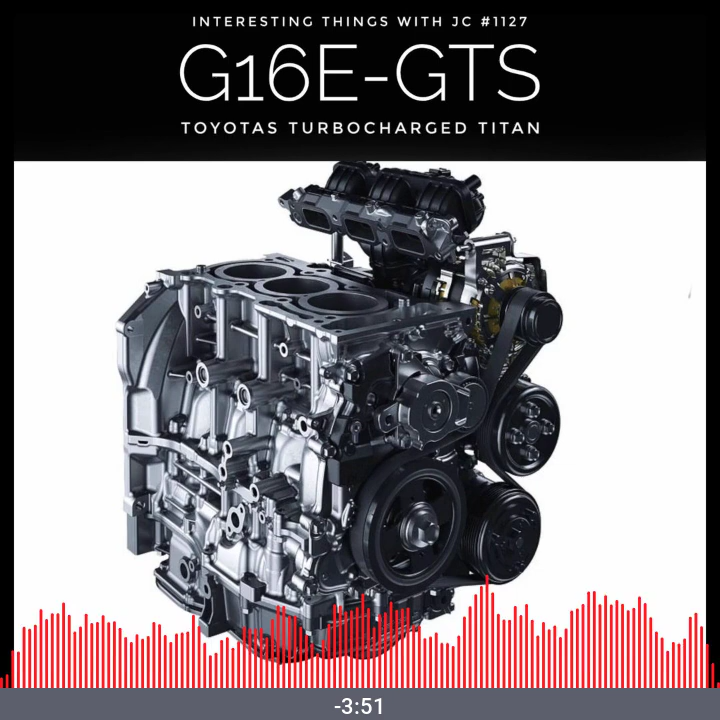 INTERESTING THINGS WITH JC #1127
G16E-GTS
TOYOTAS TURBOCHARGED TITAN
-3:51